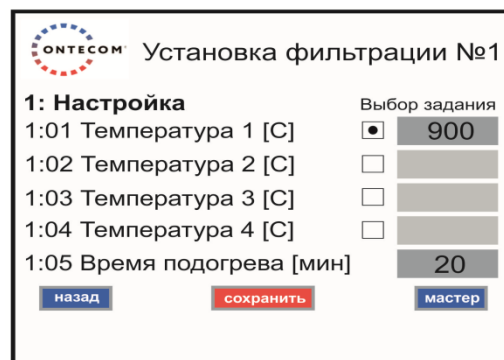 ONTECOM
Установка фильтрации №1
1: Настройка Выбор задания
1:01 Температура 1 [C] 900
1:02 Температура 2 [C]
1:03 Температура 3 [C]
1:04 Температура 4 [C]
1:05 Время подогрева [мин] 20
назад сохранить мастер